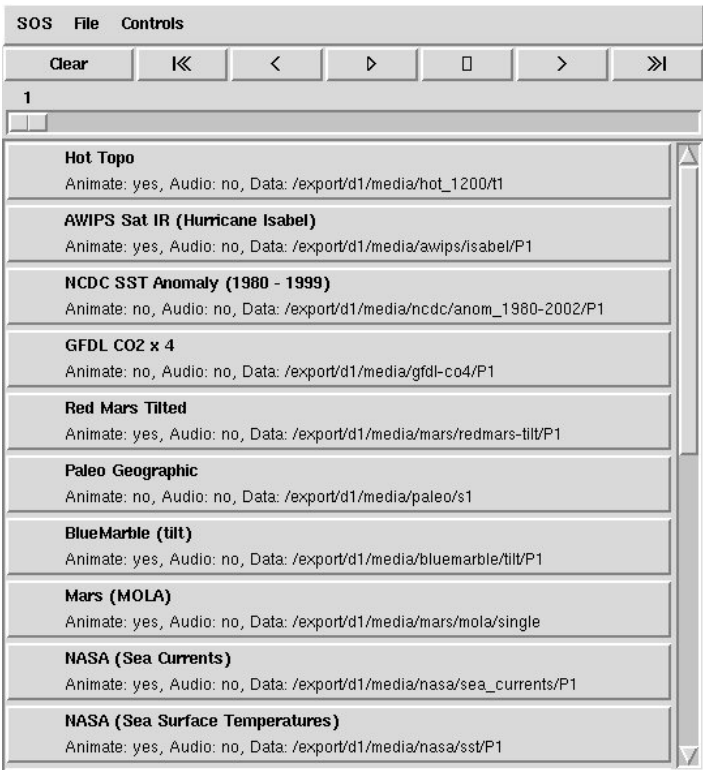 SOS File Controls
Clear
1
Hot Topo
Animate: yes, Audio: no, Data: /export/d1/media/hot_1200/t1
AWIPS Sat IR (Hurricane Isabel)
Animate: yes, Audio: no, Data: /export/d1/media/awips/isabel/P1
NCDC SST Anomaly (1980 - 1999)
Animate: no, Audio: no, Data: /export/d1/media/ncdc/anom_1980-2002/P1
GFDL CO2 x 4
Animate: no, Audio: no, Data: /export/d1/media/gfdl-co4/P1
Red Mars Tilted
Animate: yes, Audio: no, Data: /export/d1/media/mars/redmars-tilt/P1
Paleo Geographic
Animate: no, Audio: no, Data: /export/d1/media/paleo/s1
BlueMarble (tilt)
Animate: yes, Audio: no, Data: /export/d1/media/bluemarble/tilt/P1
Mars (MOLA)
Animate: yes, Audio: no, Data: /export/d1/media/mars/mola/single
NASA (Sea Currents)
Animate: yes, Audio: no, Data: /export/d1/media/nasa/sea_currents/P1
NASA (Sea Surface Temperatures)
Animate: yes, Audio: no, Data: /export/d1/media/nasa/sst/P1